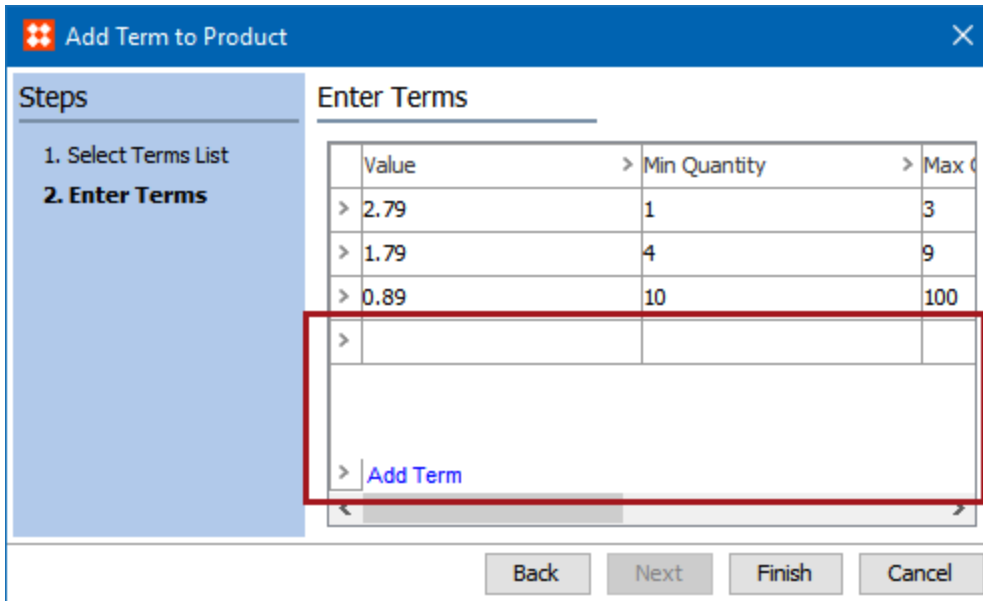 Add Term to Product
Steps
1. Select Terms List
2. Enter Terms
Enter Terms
Value > Min Quantity > Max
> 2.79 1 3
> 1.79 4 9
> 0.89 10 100
>
> Add Term
Back Next Finish Cancel